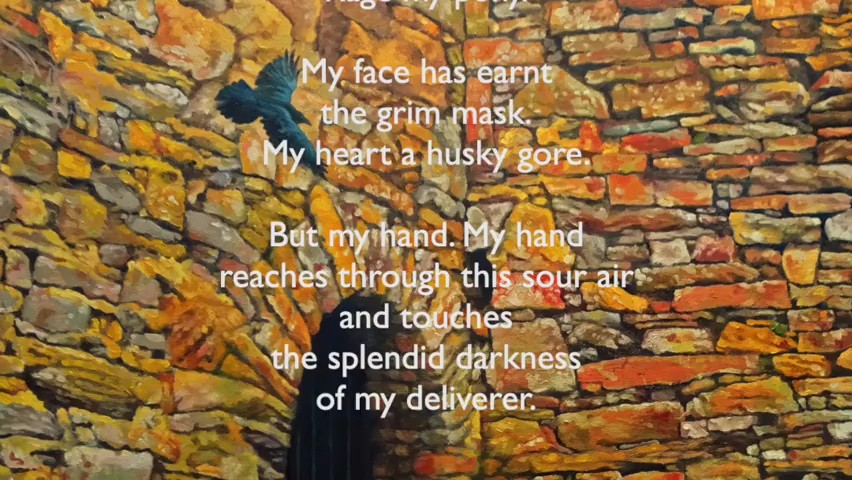 My face has earnt
the grim mask.
My heart a husky gore.
But my hand. My hand
reaches through this sour air
and touches
the splendid darkness
of my deliverer.